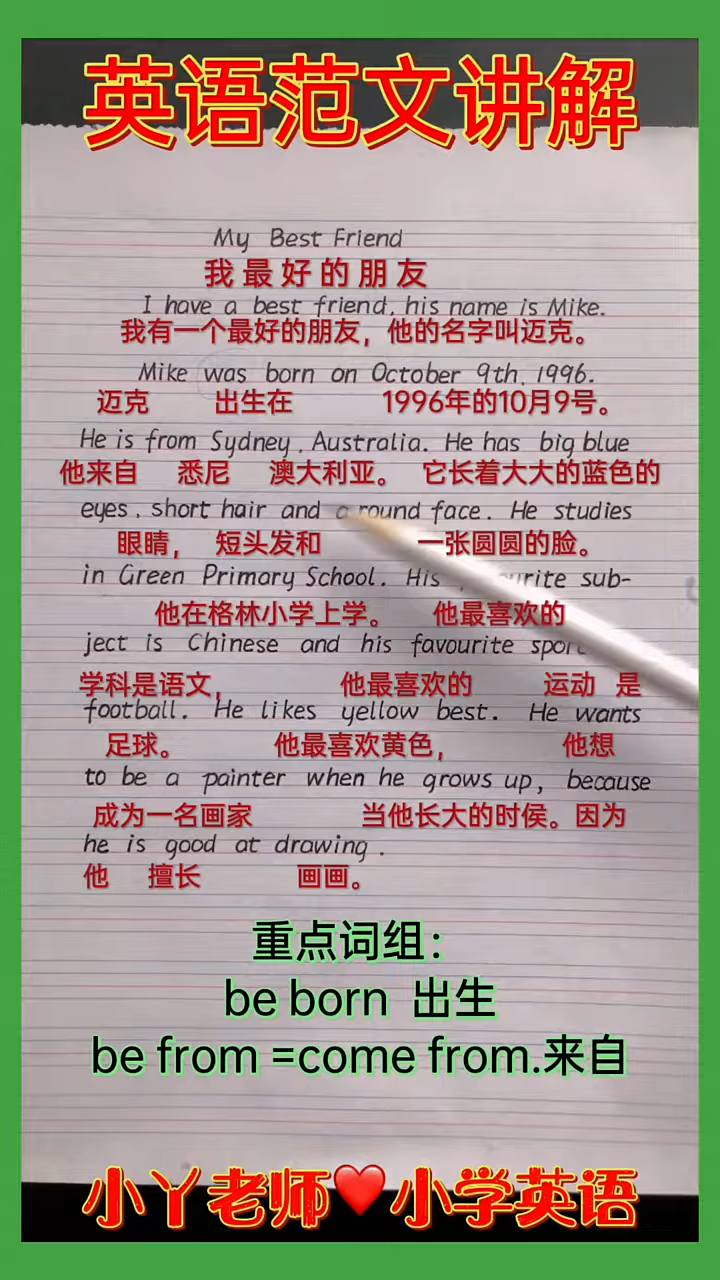 英语范文讲解
My Best Friend
我最好的朋友
I have a best friend, his name is Mike.
我有一个最好的朋友，他的名字叫迈克。
Mike was born on October 9th, 1996.
迈克 出生在 1996年的10月9号。
He is from Sydney, Australia. He has big blue
他来自 悉尼 澳大利亚。 它长着大大的蓝色的
eyes, short hair and a round face. He studies
眼睛， 短头发和 一张圆圆的脸。
in Green Primary School. His sub-
他在格林小学上学。 他最喜欢的
ject is Chinese and his favourite sport
学科是语文， 他最喜欢的 运动 是
football. He likes yellow best. He wants
足球。 他最喜欢黄色， 他想
to be a painter when he grows up, because
成为一名画家 当他长大的时侯。因为
he is good at drawing.
他 擅长 画画。
重点词组：
be born 出生
be from =come from.来自
小丫老师❤️小学英语